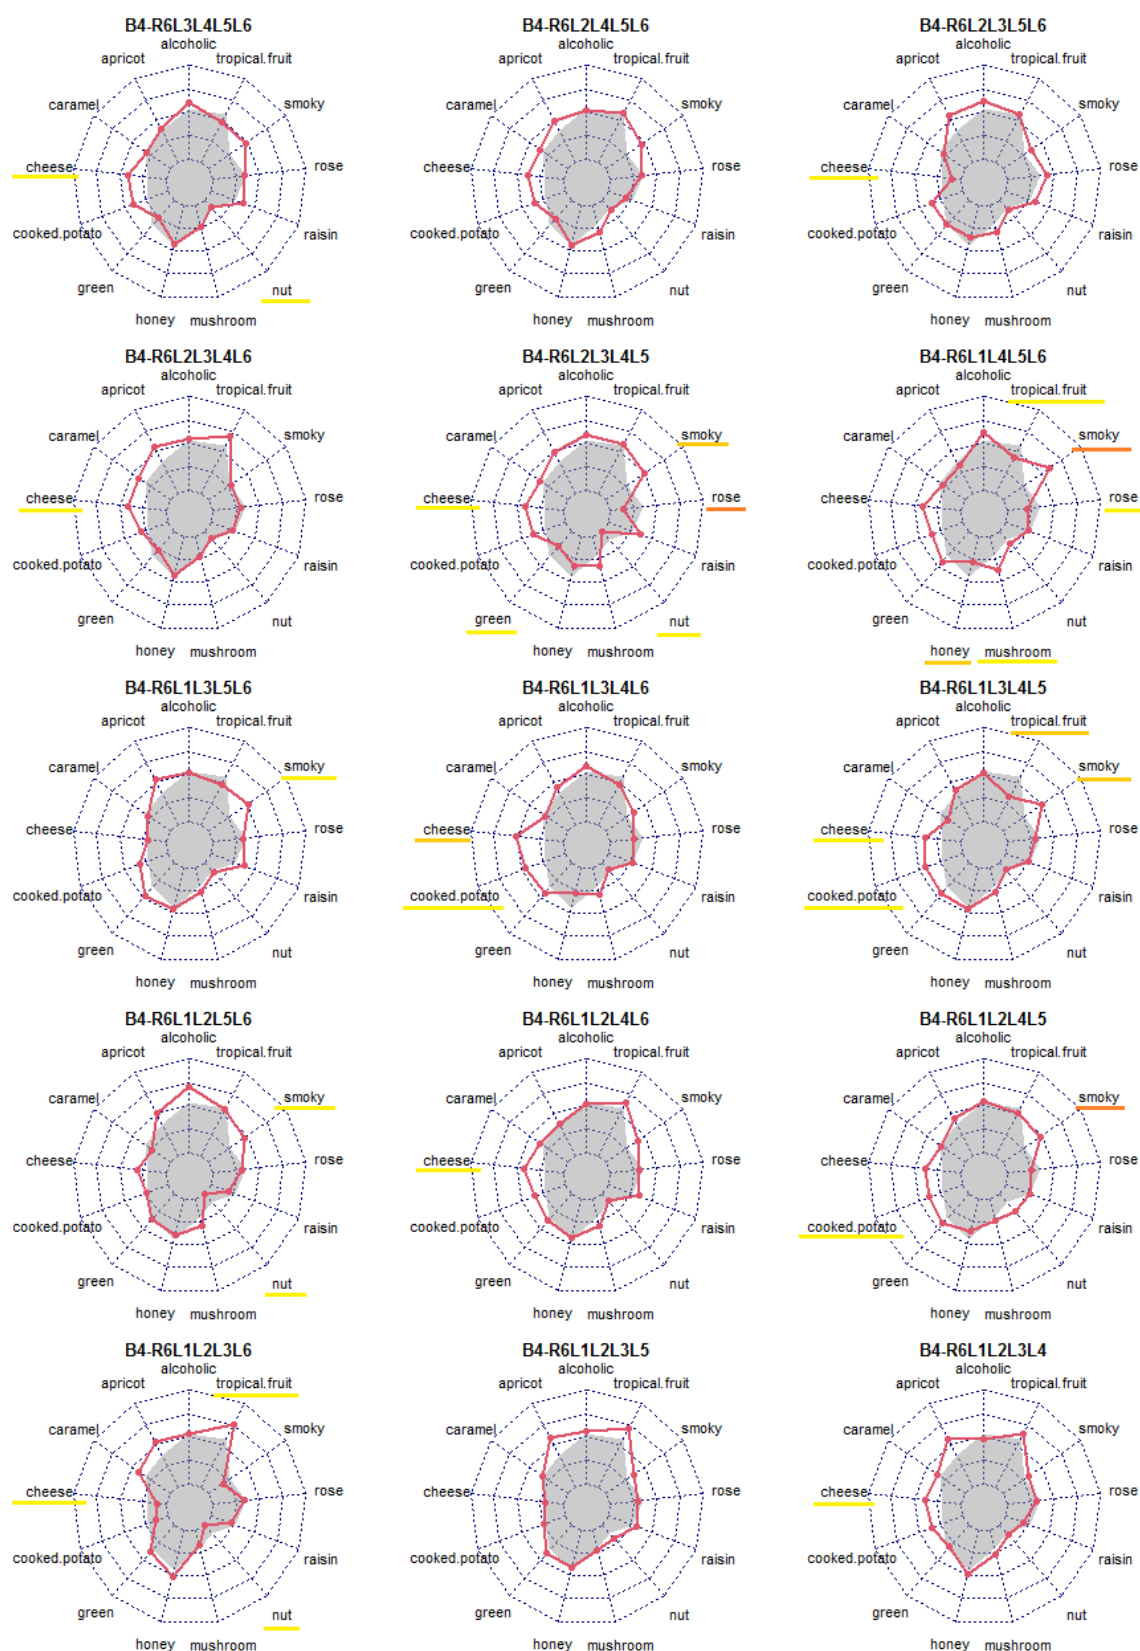 B4-R6L3L4L5L6
alcoholic
apricot
tropical.fruit
caramel
smoky
cheese
rose
cooked.potato
raisin
green
nut
honey
mushroom
B4-R6L2L4L5L6
alcoholic
apricot
tropical.fruit
caramel
smoky
cheese
rose
cooked.potato
raisin
green
nut
honey
mushroom
B4-R6L2L3L5L6
alcoholic
apricot
tropical.fruit
caramel
smoky
cheese
rose
cooked.potato
raisin
green
nut
honey
mushroom
B4-R6L2L3L4L6
alcoholic
apricot
tropical.fruit
caramel
smoky
cheese
rose
cooked.potato
raisin
green
nut
honey
mushroom
B4-R6L2L3L4L5
alcoholic
apricot
tropical.fruit
caramel
smoky
cheese
rose
cooked.potato
raisin
green
nut
honey
mushroom
B4-R6L1L4L5L6
alcoholic
apricot
tropical.fruit
caramel
smoky
cheese
rose
cooked.potato
raisin
green
nut
honey
mushroom
B4-R6L1L3L5L6
alcoholic
apricot
tropical.fruit
caramel
smoky
cheese
rose
cooked.potato
raisin
green
nut
honey
mushroom
B4-R6L1L3L4L6
alcoholic
apricot
tropical.fruit
caramel
smoky
cheese
rose
cooked.potato
raisin
green
nut
honey
mushroom
B4-R6L1L3L4L5
alcoholic
apricot
tropical.fruit
caramel
smoky
cheese
rose
cooked.potato
raisin
green
nut
honey
mushroom
B4-R6L1L2L5L6
alcoholic
apricot
tropical.fruit
caramel
smoky
cheese
rose
cooked.potato
raisin
green
nut
honey
mushroom
B4-R6L1L2L4L6
alcoholic
apricot
tropical.fruit
caramel
smoky
cheese
rose
cooked.potato
raisin
green
nut
honey
mushroom
B4-R6L1L2L4L5
alcoholic
apricot
tropical.fruit
caramel
smoky
cheese
rose
cooked.potato
raisin
green
nut
honey
mushroom
B4-R6L1L2L3L6
alcoholic
apricot
tropical.fruit
caramel
smoky
cheese
rose
cooked.potato
raisin
green
nut
honey
mushroom
B4-R6L1L2L3L5
alcoholic
apricot
tropical.fruit
caramel
smoky
cheese
rose
cooked.potato
raisin
green
nut
honey
mushroom
B4-R6L1L2L3L4
alcoholic
apricot
tropical.fruit
caramel
smoky
cheese
rose
cooked.potato
raisin
green
nut
honey
mushroom